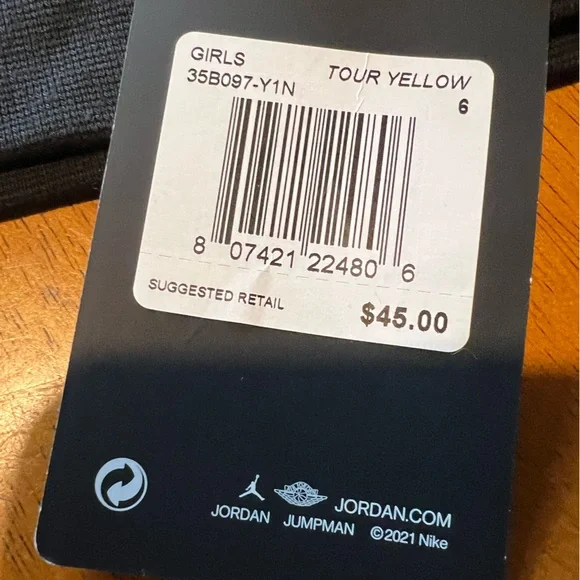 GIRLS
35B097-Y1N
TOUR YELLOW
6
8 07421 22480 6
SUGGESTED RETAIL
$45.00
JORDAN.COM
JORDAN JUMPMAN ©2021 Nike